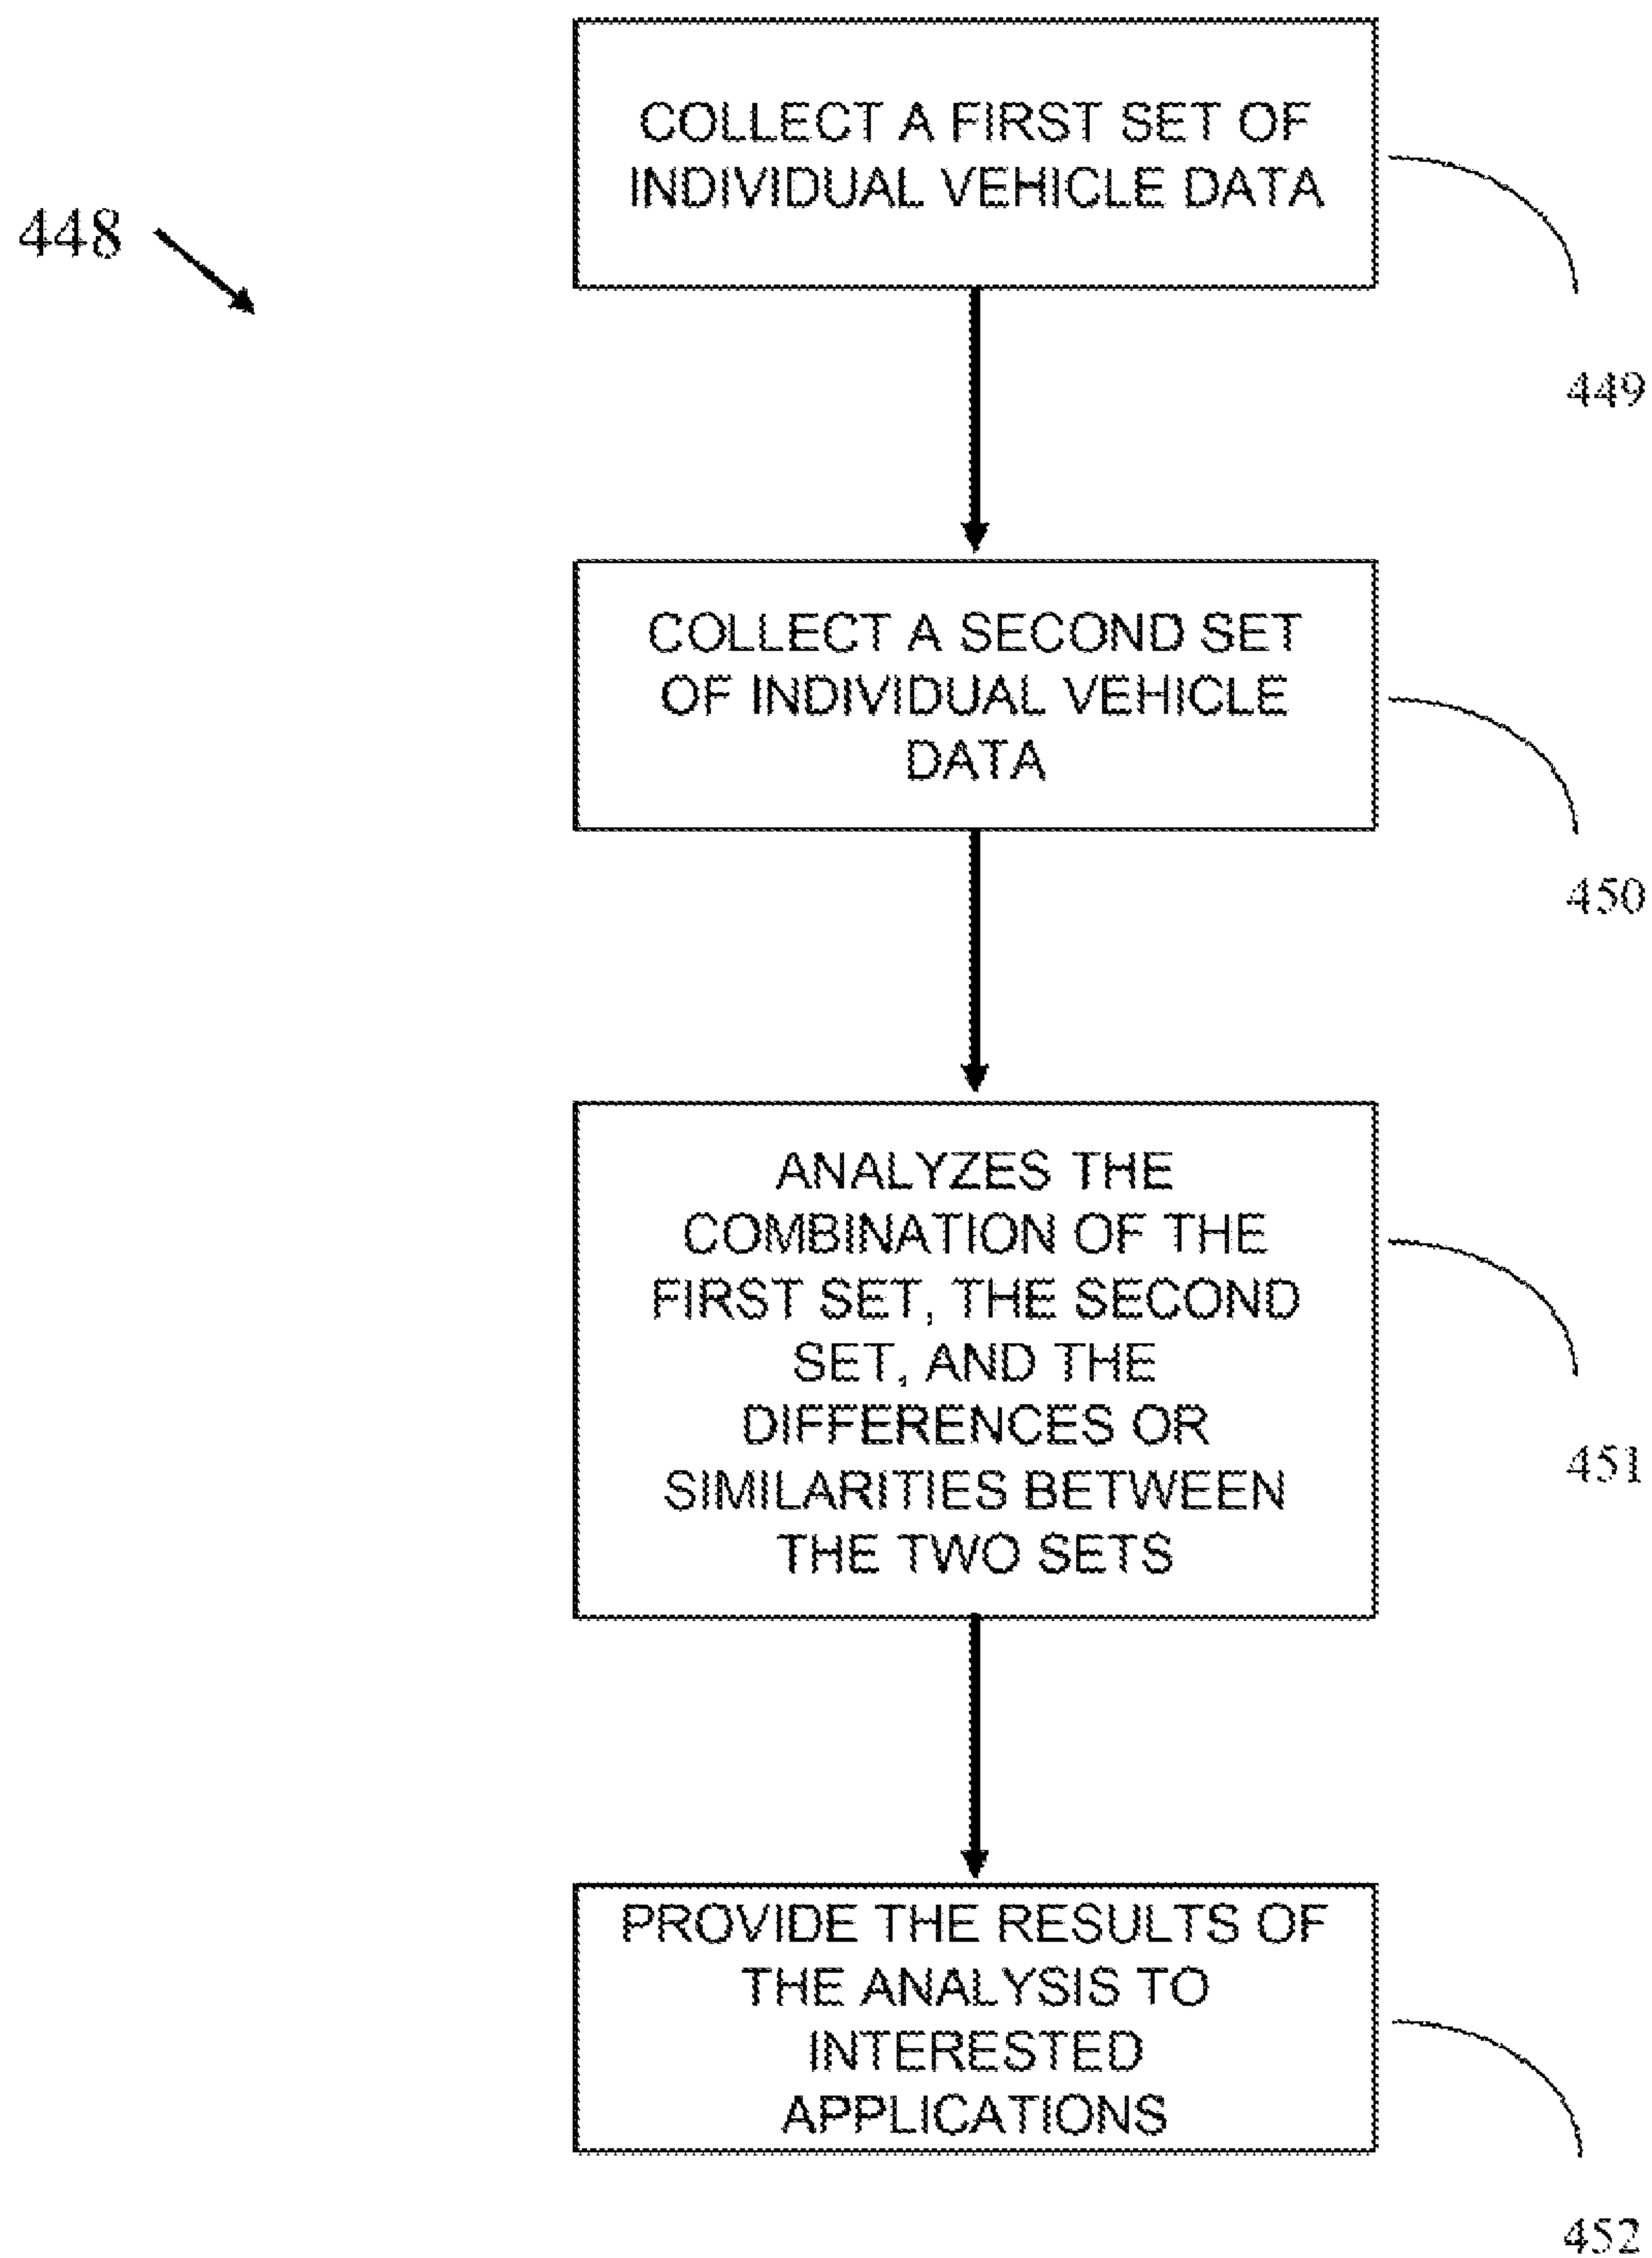 COLLECT A FIRST SET OF
INDIVIDUAL VEHICLE DATA
448
449
COLLECT A SECOND SET
OF INDIVIDUAL VEHICLE
DATA
450
ANALYZES THE
COMBINATION OF THE
FIRST SET, THE SECOND
SET, AND THE
DIFFERENCES OR
SIMILARITIES BETWEEN
THE TWO SETS
451
PROVIDE THE RESULTS OF
THE ANALYSIS TO
INTERESTED
APPLICATIONS
452